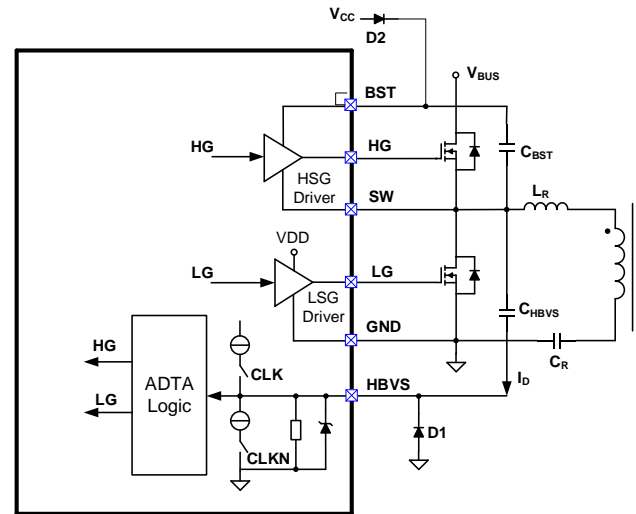 VCC
D2
VBUS
BST
HG
HG
HSG
Driver
CBST
SW
LR
VDD
LG
LG
LSG
Driver
CHBVS
GND
CR
HG
LG
ADTA
Logic
CLK
HBVS
ID
CLKN
D1